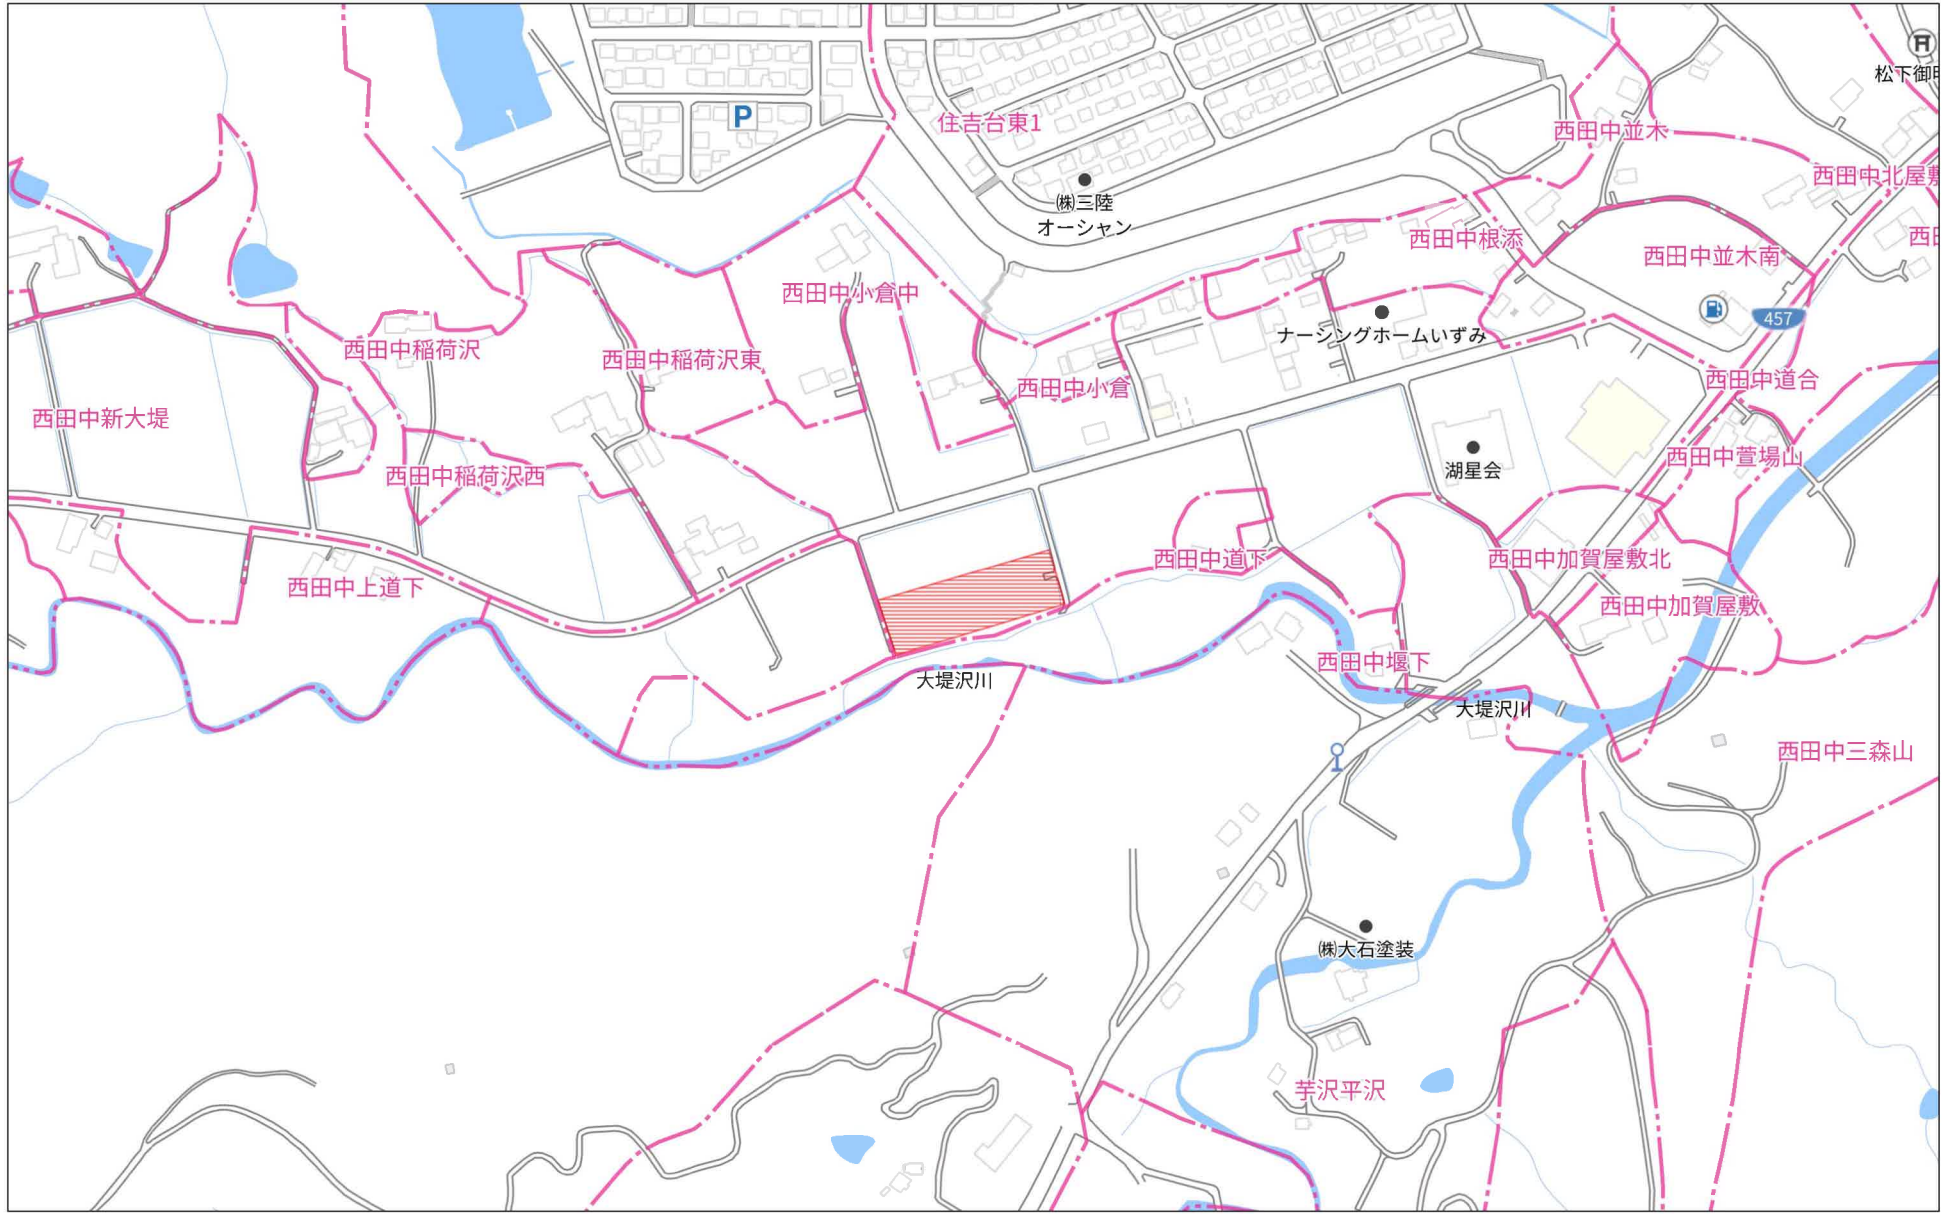 松下御
P
住吉台東1
西田中並木
西田中北屋敷
㈱三陸
オーシャン
西田中根添
西田中並木南
西田中小倉中
457
ナーシングホームいずみ
西田中稲荷沢
西田中稲荷沢東
西田中小倉
西田中道合
西田中新大堤
西田中稲荷沢西
湖星会
西田中萱場山
西田中道下
西田中加賀屋敷北
西田中上道下
西田中加賀屋敷
西田中堰下
大堤沢川
大堤沢川
西田中三森山
㈱大石塗装
芋沢平沢